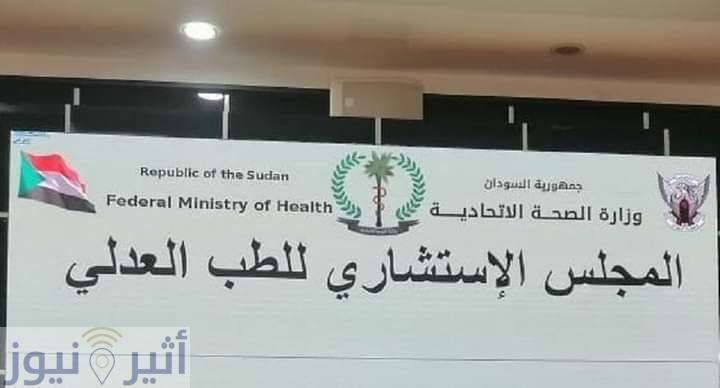 Republic of the Sudan
Federal Ministry of Health
جمهورية السودان
وزارة الصحة الاتحادية
المجلس الإستشاري للطب العدلي
أثير نيوز